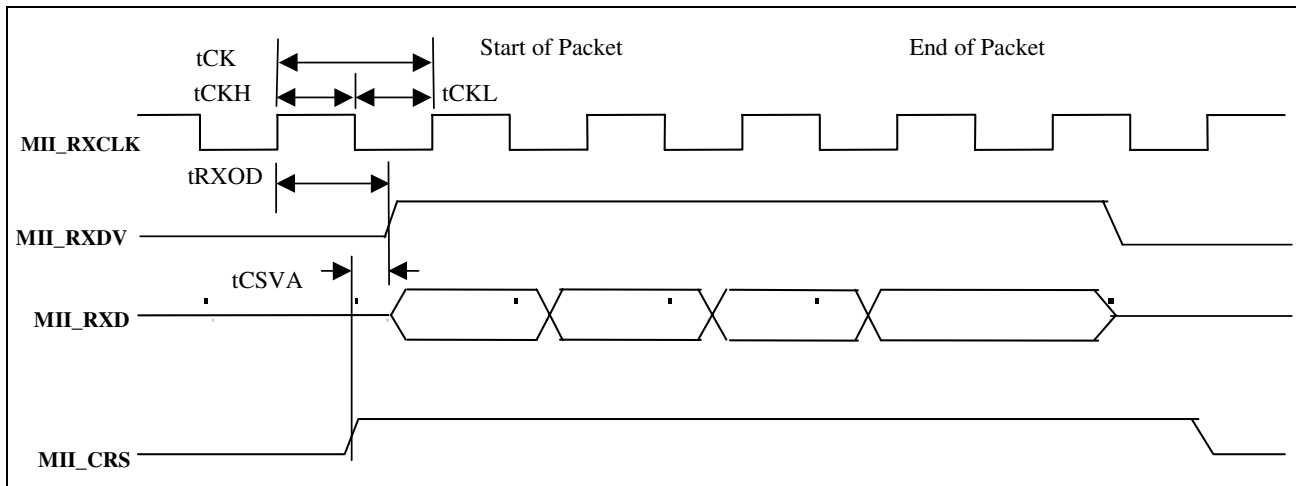 Start of Packet End of Packet
tCK
tCKH tCKL
MII_RXCLK
tRXOD
MII_RXDV
tCSVA
MII_RXD
MII_CRS